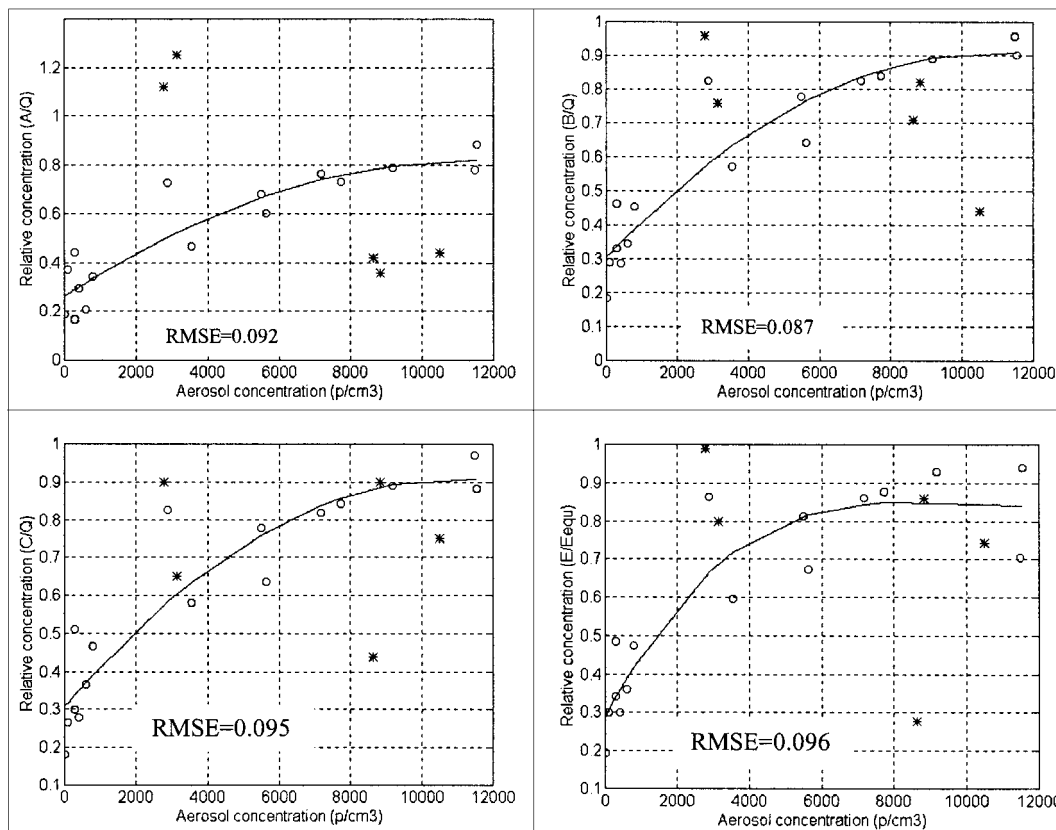 Relative concentration (A/Q)
1.2
1
0.8
0.6
0.4
0.2
0
RMSE=0.092
0 2000 4000 6000 8000 10000 12000
Aerosol concentration (p/cm3)
Relative concentration (B/Q)
1
0.9
0.8
0.7
0.6
0.5
0.4
0.3
0.2
0.1
RMSE=0.087
0 2000 4000 6000 8000 10000 12000
Aerosol concentration (p/cm3)
Relative concentration (C/Q)
1
0.9
0.8
0.7
0.6
0.5
0.4
0.3
0.2
0.1
RMSE=0.095
0 2000 4000 6000 8000 10000 12000
Aerosol concentration (p/cm3)
Relative concentration (E/Eequ)
1
0.9
0.8
0.7
0.6
0.5
0.4
0.3
0.2
0.1
RMSE=0.096
0 2000 4000 6000 8000 10000 12000
Aerosol concentration (p/cm3)